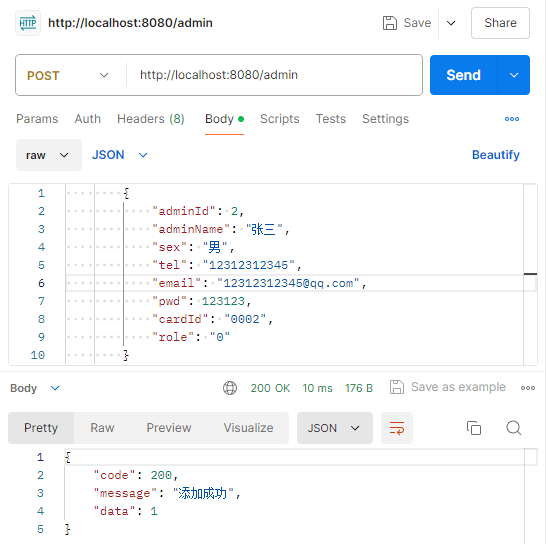 HTTP http://localhost:8080/admin Save Share
POST http://localhost:8080/admin Send
Params Auth Headers (8) Body Scripts Tests Settings
raw JSON Beautify
1 {
2 "adminId": 2,
3 "adminName": "张三",
4 "sex": "男",
5 "tel": "12312312345",
6 "email": "12312312345@qq.com",
7 "pwd": 123123,
8 "cardId": "0002",
9 "role": "0"
10 }
Body 200 OK 10 ms 176 B Save as example
Pretty Raw Preview Visualize JSON
1 {
2 "code": 200,
3 "message": "添加成功",
4 "data": 1
5 }